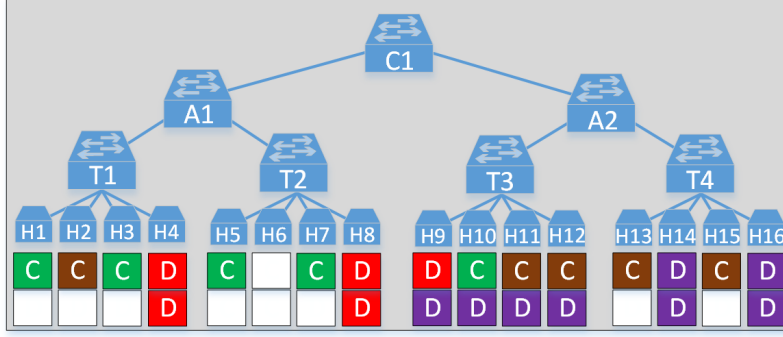 C1
A1 A2
T1 T2 T3 T4
H1 H2 H3 H4 H5 H6 H7 H8 H9 H10 H11 H12 H13 H14 H15 H16
C C C D C C D D C C C C D C D
D D D D D D D D